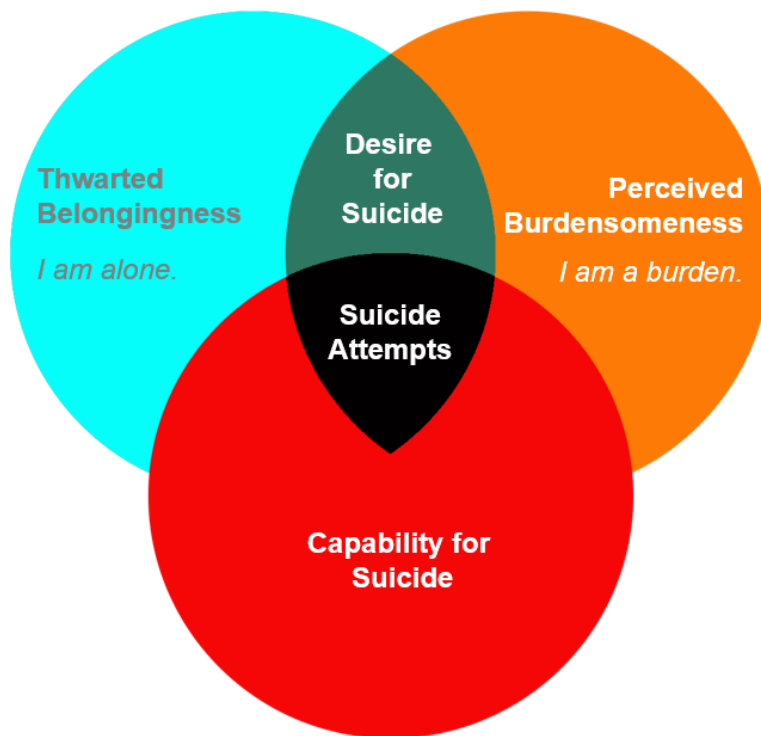 Desire
for
Suicide
Thwarted
Belongingness
I am alone.
Perceived
Burdensomeness
I am a burden.
Suicide
Attempts
Capability for
Suicide